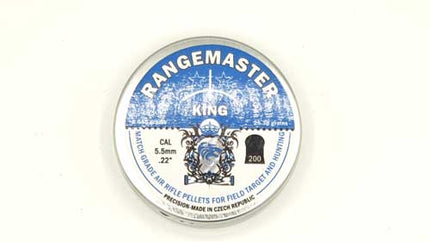 RANGEMASTER
KING
CAL
5.5mm
.22"
200
MATCH GRADE AIR RIFLE PELLETS FOR FIELD TARGET AND HUNTING
PRECISION-MADE IN CZECH REPUBLIC